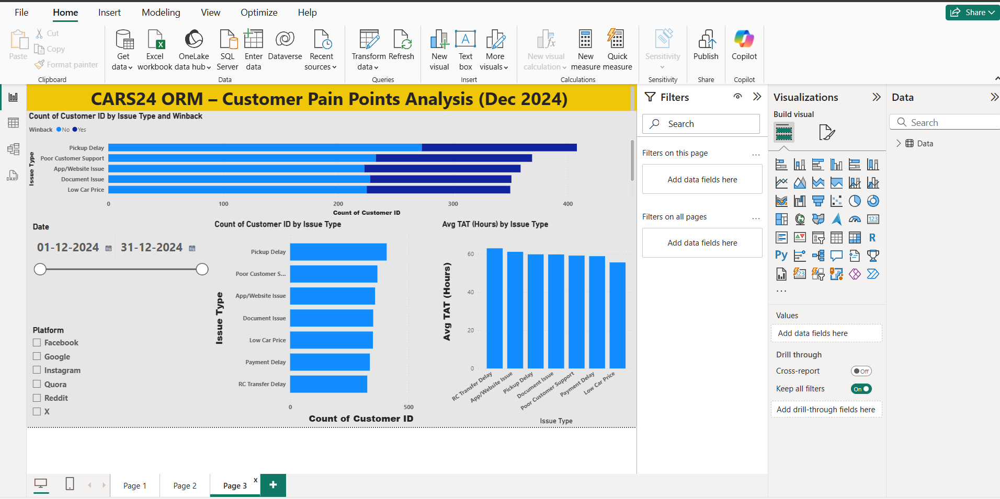 File Home Insert Modeling View Optimize Help
Share
Paste
Cut
Copy
Format painter
Clipboard
Get data
Excel workbook
OneLake data hub
SQL Server
Enter data
Dataverse
Recent sources
Data
Transform data
Refresh
Queries
New visual
Text box
More visuals
Insert
New visual calculation
New measure
Quick measure
Calculations
Sensitivity
Sensitivity
Publish
Share
Copilot
Copilot
CARS24 ORM – Customer Pain Points Analysis (Dec 2024)
Count of Customer ID by Issue Type and Winback
Winback No Yes
Issue Type
Pickup Delay
Poor Customer Support
App/Website Issue
Document Issue
Low Car Price
0 100 200 300 400
Count of Customer ID
Date
01-12-2024 31-12-2024
Platform
Facebook
Google
Instagram
Quora
Reddit
X
Count of Customer ID by Issue Type
Issue Type
Pickup Delay
Poor Customer S...
App/Website Issue
Document Issue
Low Car Price
Payment Delay
RC Transfer Delay
0 500
Count of Customer ID
Avg TAT (Hours) by Issue Type
Avg TAT (Hours)
60
40
20
0
RC Transfer Delay
App/Website Issue
Pickup Delay
Document Issue
Poor Customer Support
Payment Delay
Low Car Price
Issue Type
Filters
Search
Filters on this page
...
Add data fields here
Filters on all pages
...
Add data fields here
Visualizations
Build visual
123
R
Py
123
...
Values
Add data fields here
Drill through
Cross-report
Off
Keep all filters
On
Add drill-through fields here
Data
Search
Data
DAX
Page 1
Page 2
Page 3
x
+